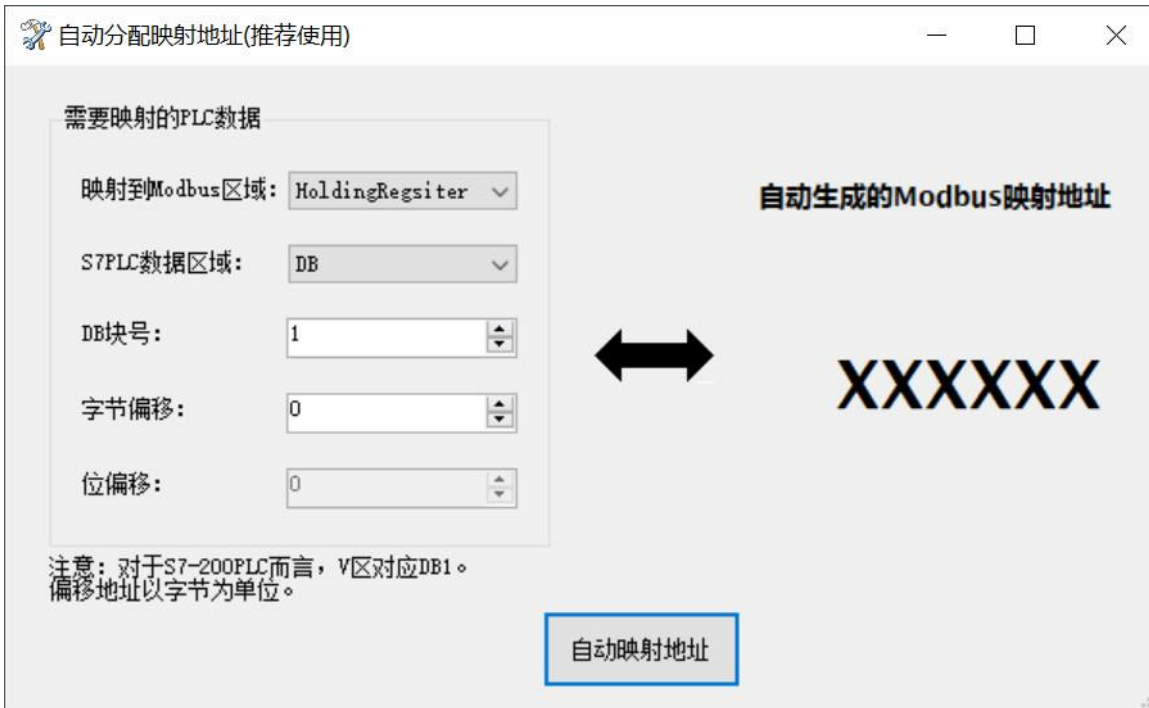 自动分配映射地址(推荐使用)
需要映射的PLC数据
映射到Modbus区域: HoldingRegsiter
S7PLC数据区域: DB
DB块号: 1
字节偏移: 0
位偏移: 0
注意: 对于S7-200PLC而言，V区对应DB1。
偏移地址以字节为单位。
自动生成的Modbus映射地址
XXXXXX
自动映射地址